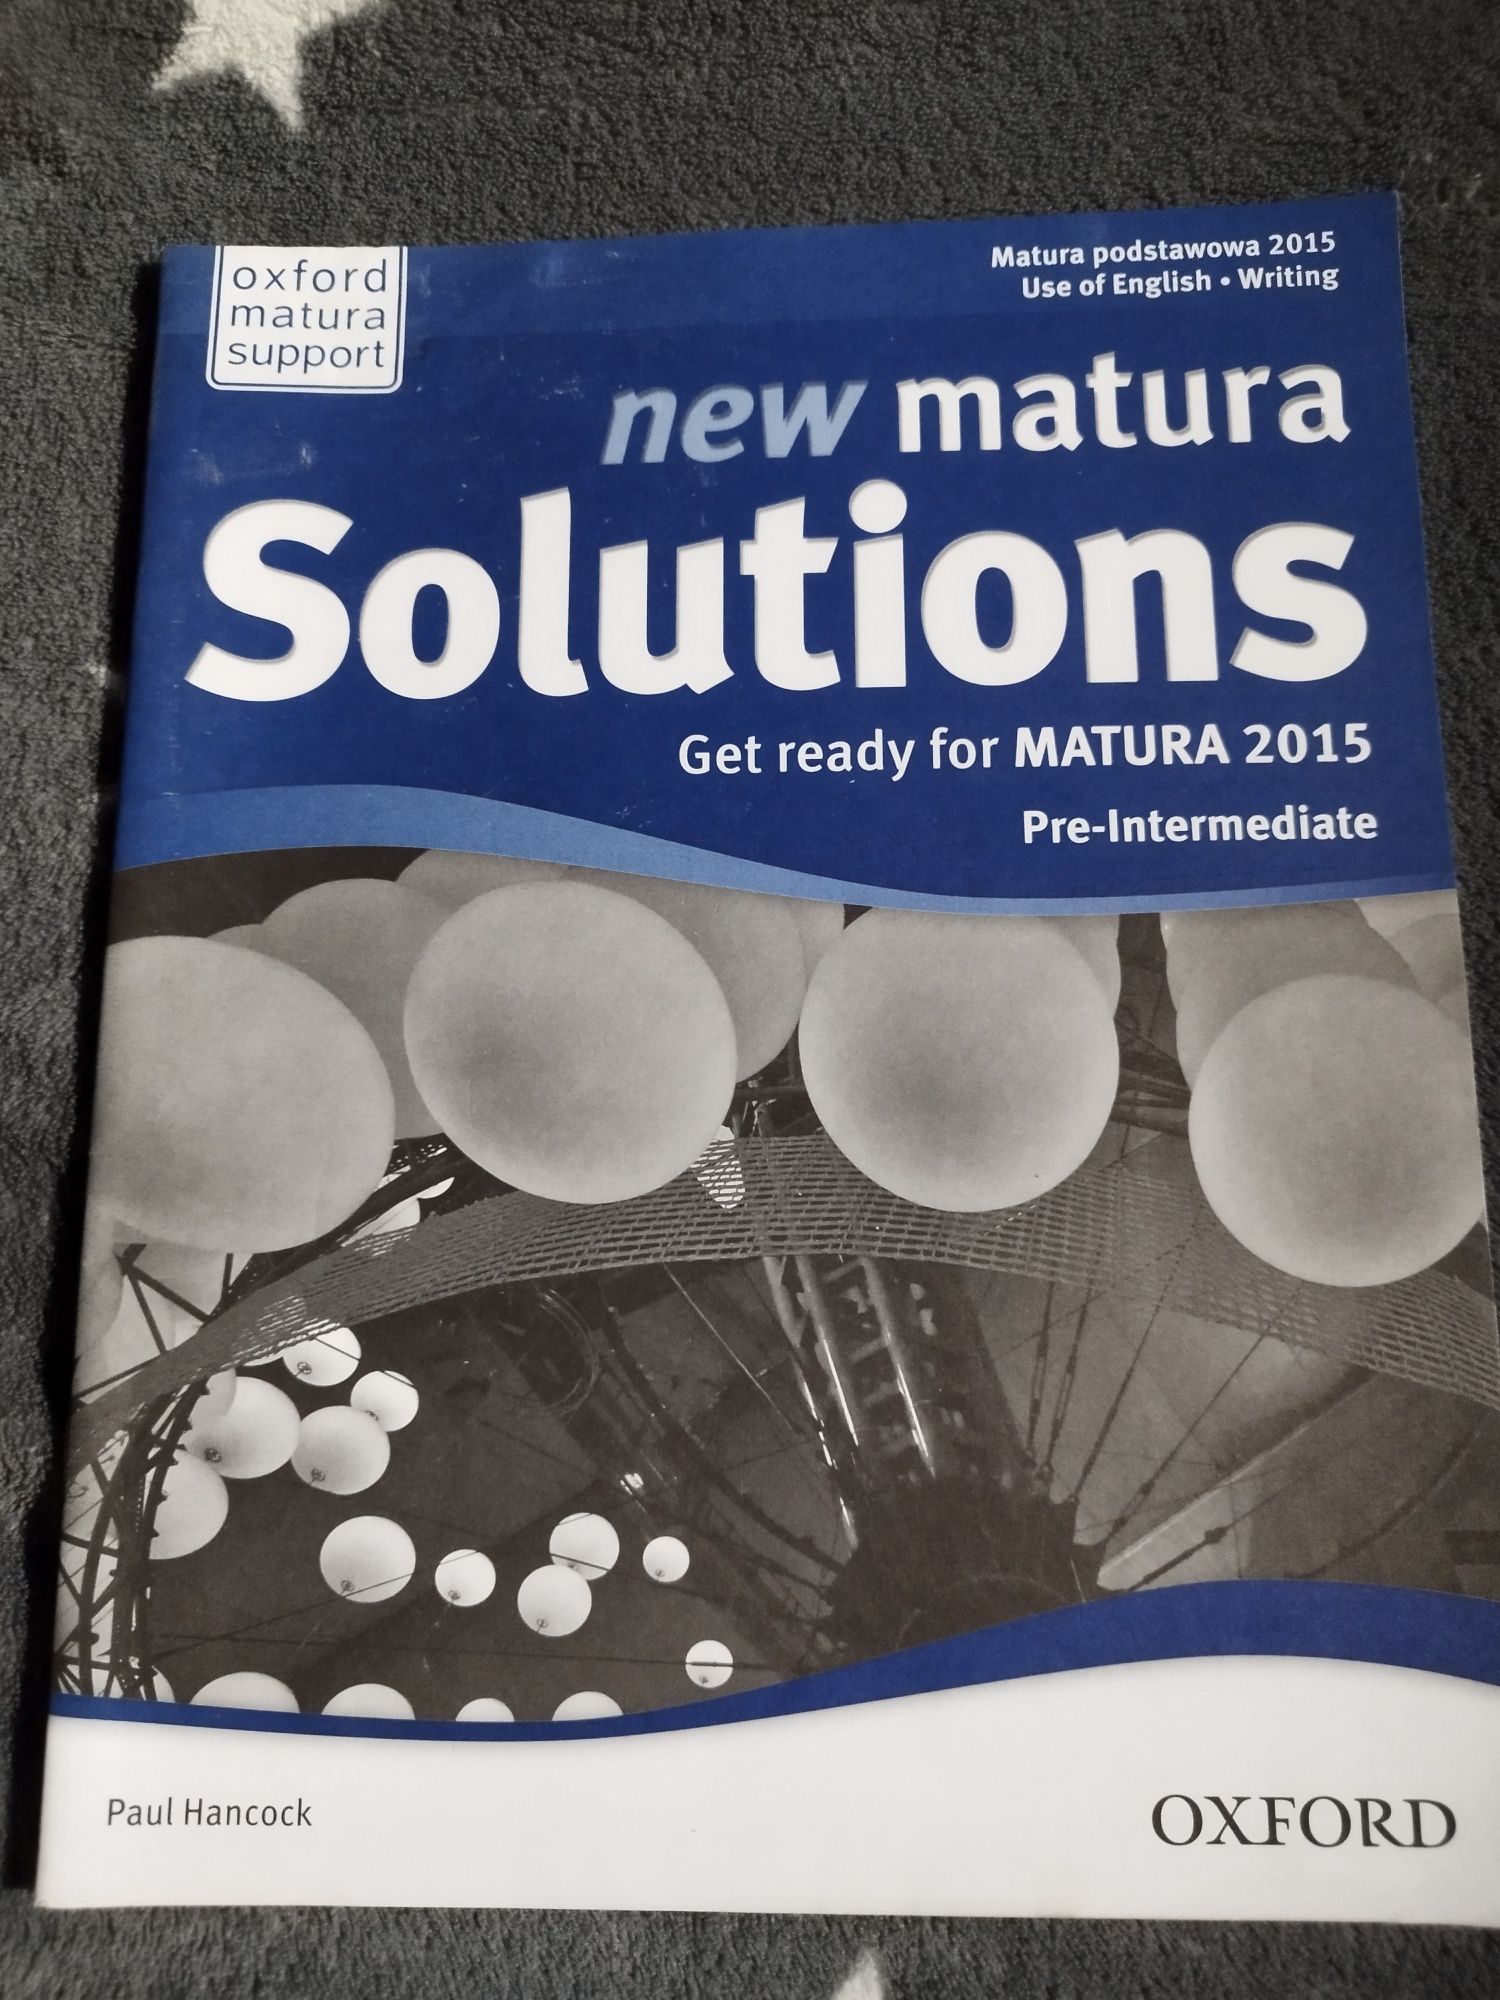 oxford
matura
support
Matura podstawowa 2015
Use of English • Writing
new matura
Solutions
Get ready for MATURA 2015
Pre-Intermediate
Paul Hancock
OXFORD